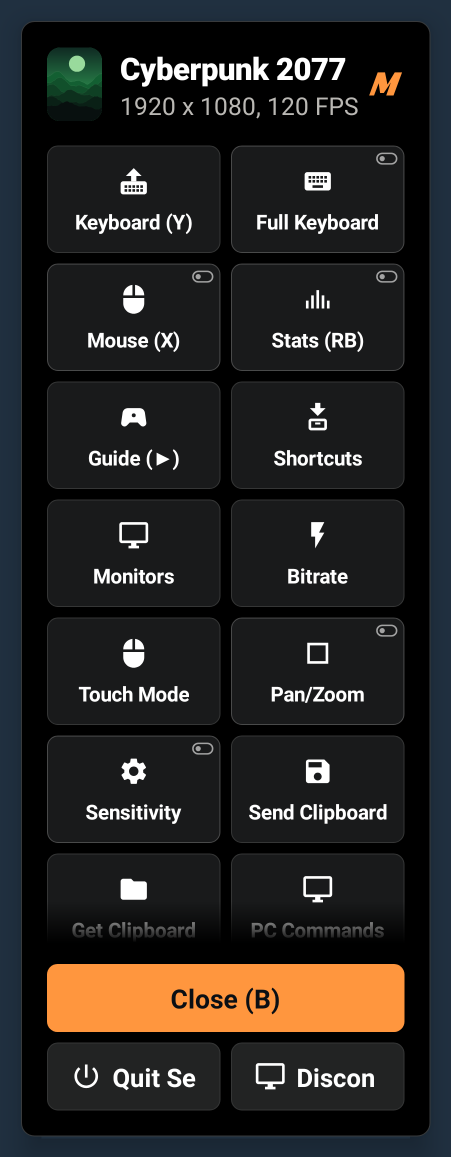 Cyberpunk 2077
1920 x 1080, 120 FPS
Keyboard (Y)
Full Keyboard
Mouse (X)
Stats (RB)
Guide (►)
Shortcuts
Monitors
Bitrate
Touch Mode
Pan/Zoom
Sensitivity
Send Clipboard
Get Clipboard
PC Commands
Close (B)
Quit Se
Discon